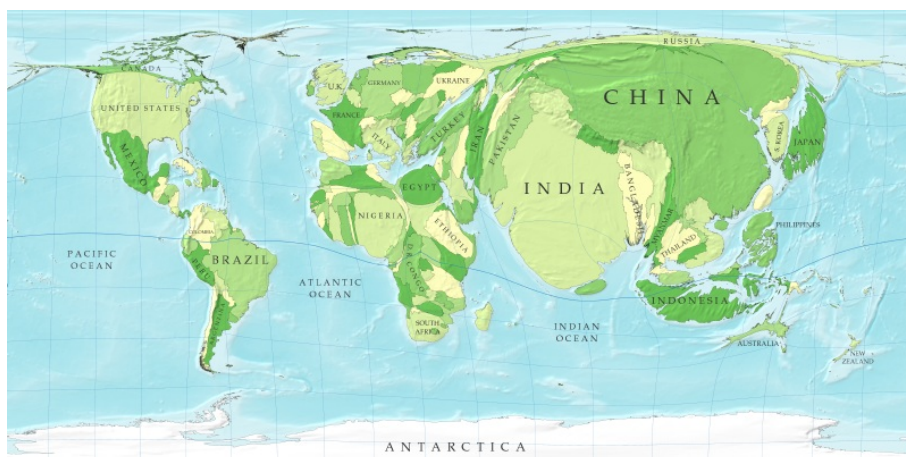 RUSSIA
CANADA
UNITED STATES
MEXICO
U.K.
GERMANY
UKRAINE
FRANCE
ITALY
TURKEY
IRAN
PAKISTAN
CHINA
S. KOREA
JAPAN
INDIA
BANGLADESH
MYANMAR
THAILAND
PHILIPPINES
EGYPT
NIGERIA
ETHIOPIA
D.R. CONGO
SOUTH
AFRICA
COLOMBIA
PERU
BRAZIL
PACIFIC
OCEAN
ATLANTIC
OCEAN
INDIAN
OCEAN
INDONESIA
AUSTRALIA
NEW
ZEALAND
ANTARCTICA